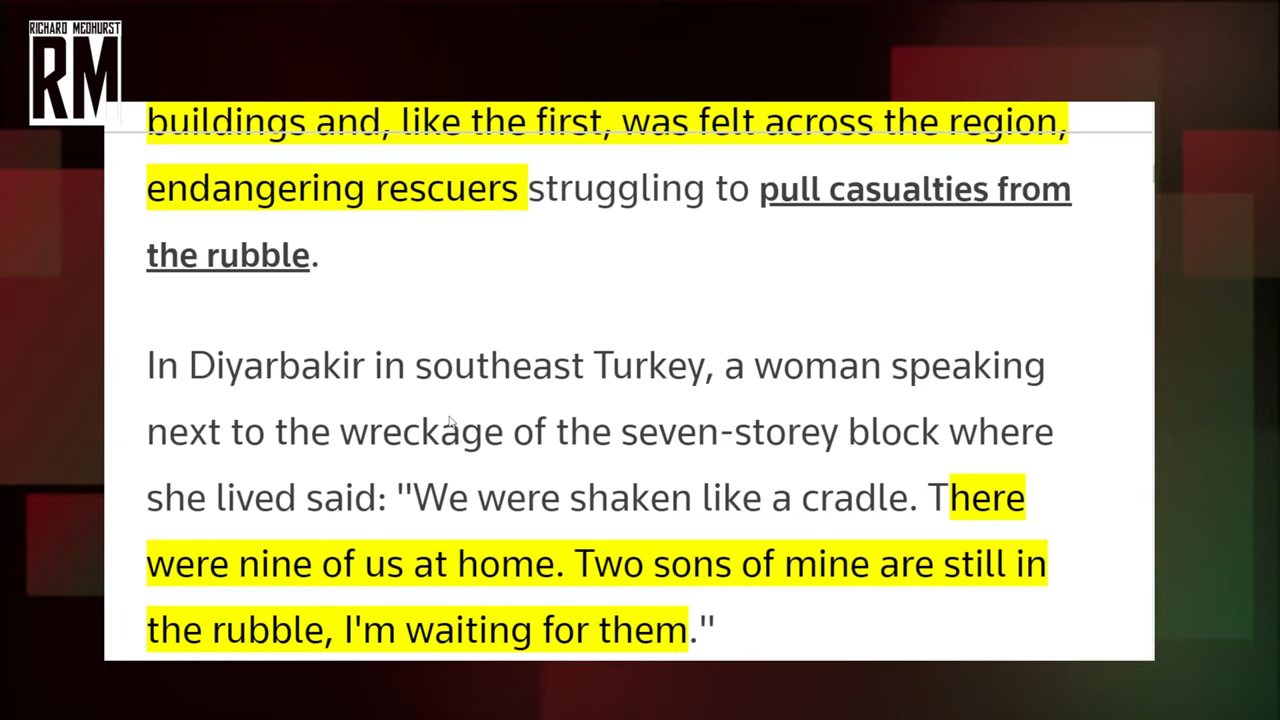 RICHARD MEDHURST
RM
buildings and, like the first, was felt across the region,
endangering rescuers struggling to pull casualties from
the rubble.
In Diyarbakir in southeast Turkey, a woman speaking
next to the wreckage of the seven-storey block where
she lived said: "We were shaken like a cradle. There
were nine of us at home. Two sons of mine are still in
the rubble, I'm waiting for them."